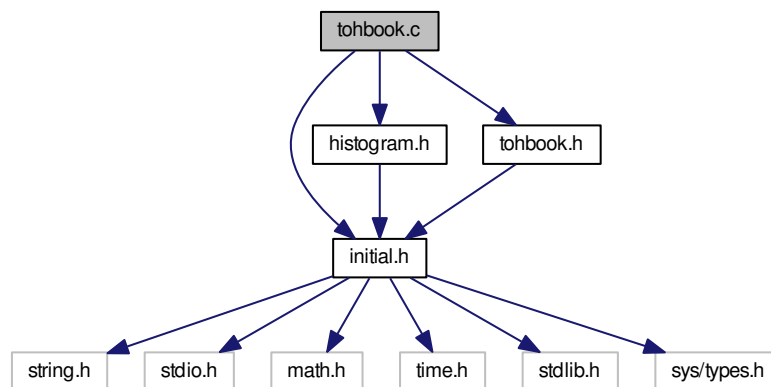 tohbook.c
histogram.h
tohbook.h
initial.h
string.h
stdio.h
math.h
time.h
stdlib.h
sys/types.h